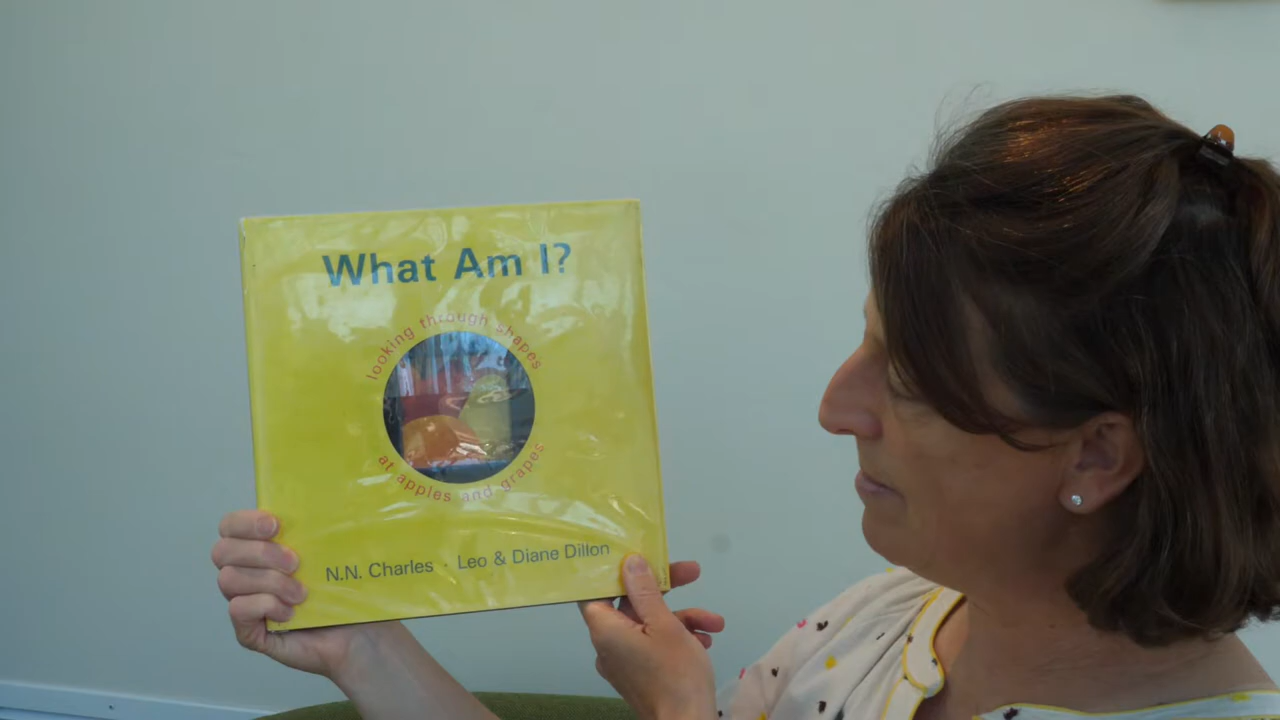 What Am I?
looking through shapes
at apples and grapes
N.N. Charles · Leo & Diane Dillon